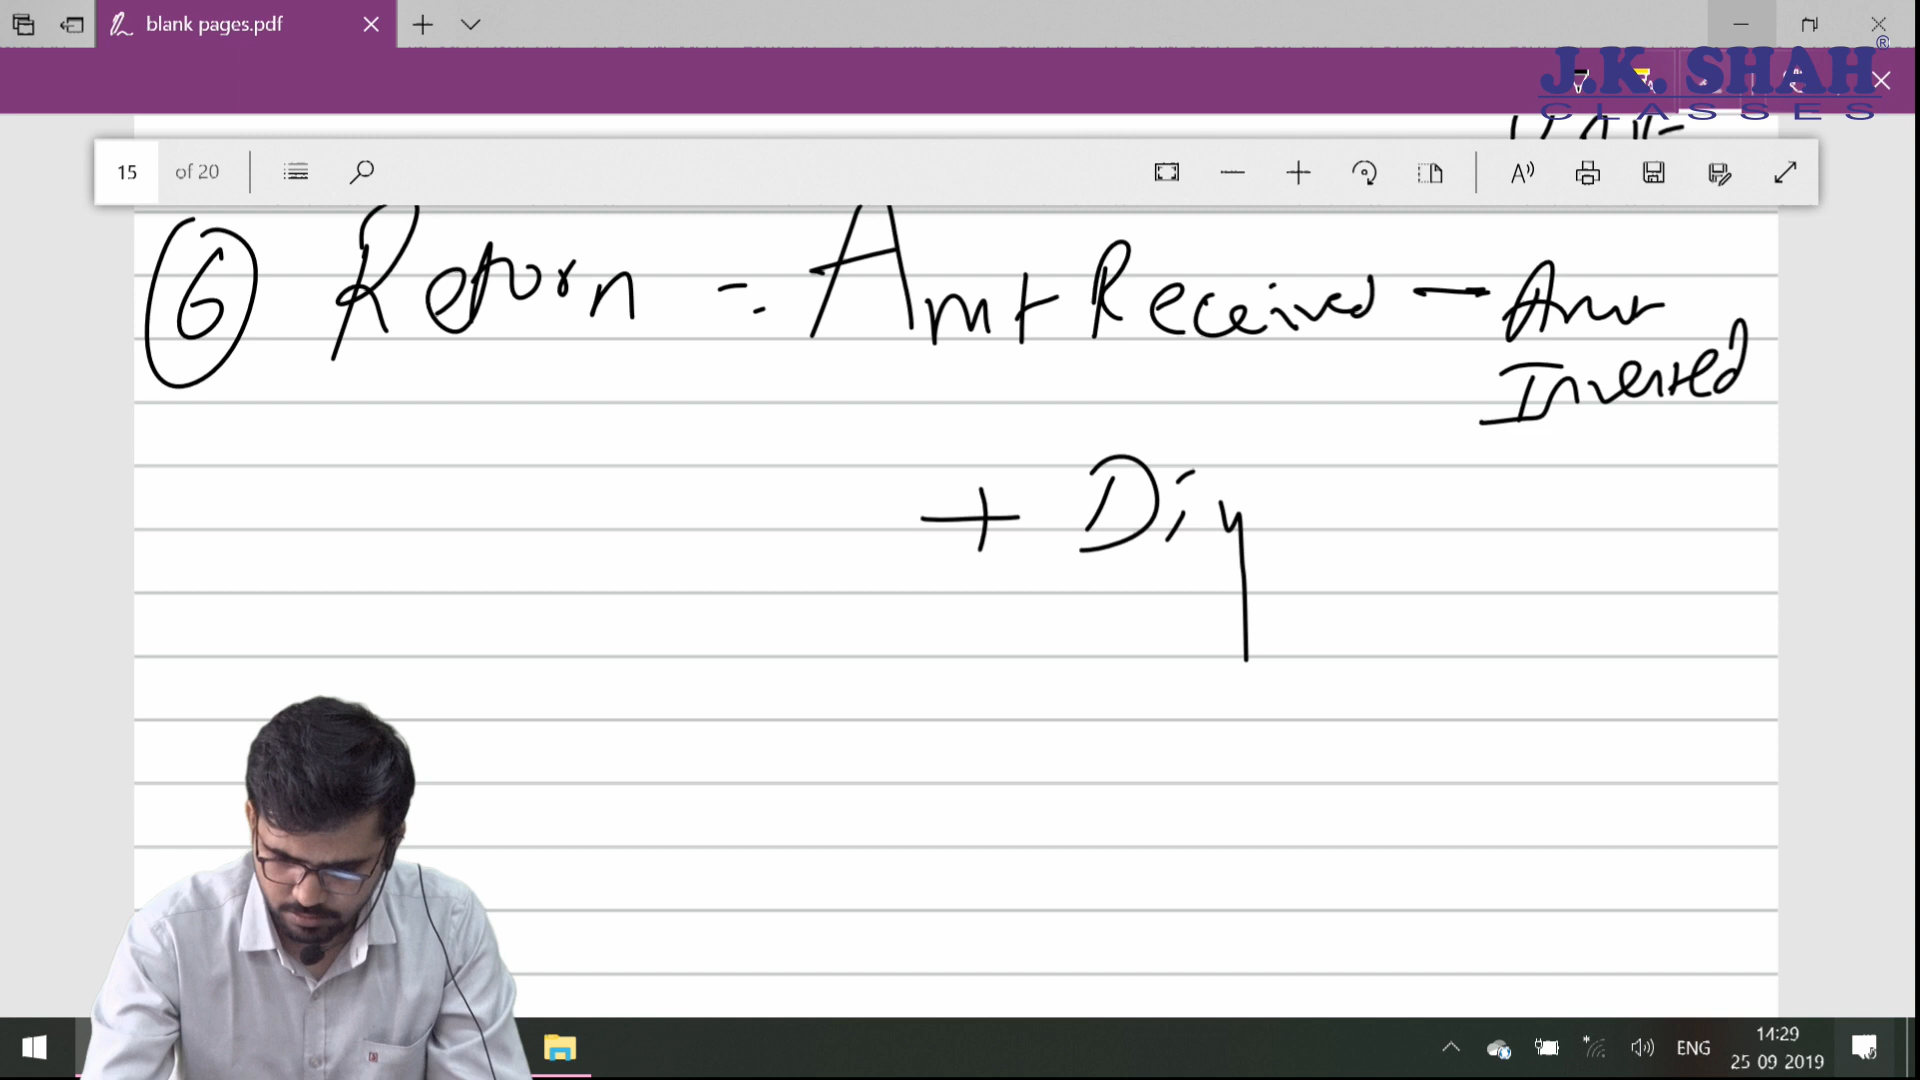 blank pages.pdf
J.K. SHAH®
CLASSES
15 of 20
6 Return = Amt Received - Amt
Invested
+ Div
ENG
14:29
25 09 2019